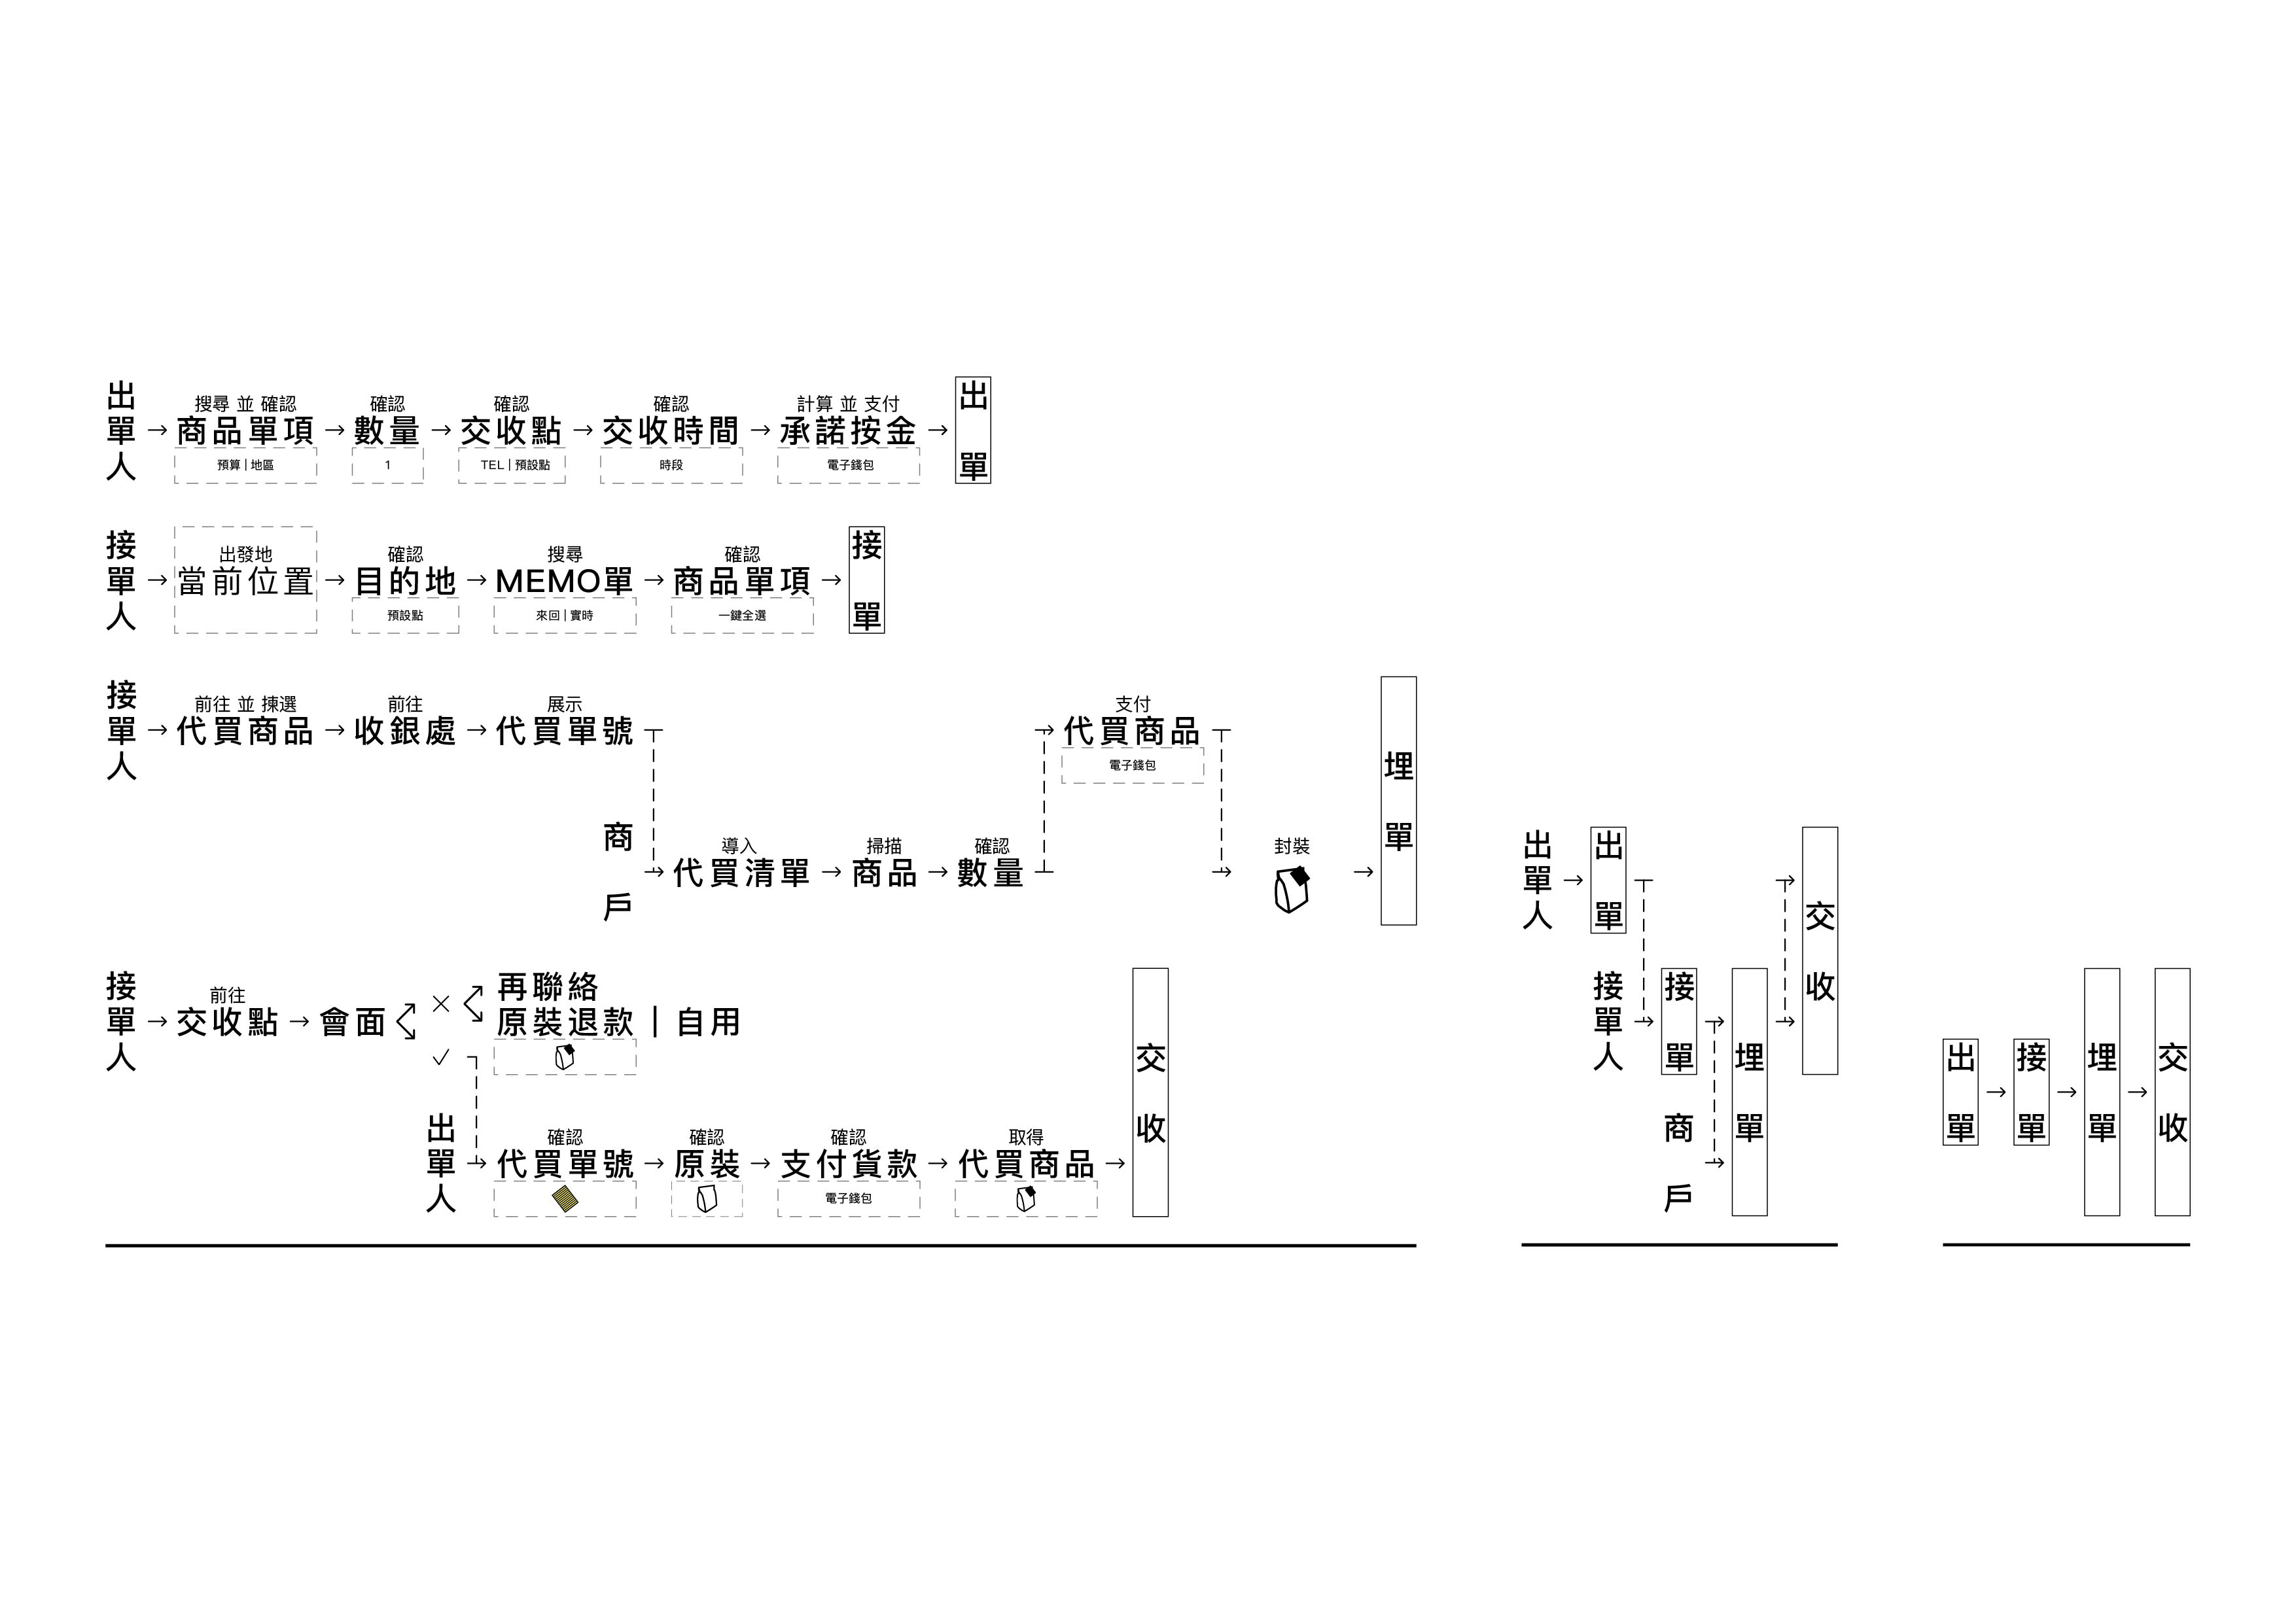 出單人
搜尋 並 確認
商品單項
預算 | 地區
確認
數量
1
確認
交收點
TEL | 預設點
確認
交收時間
時段
計算 並 支付
承諾按金
電子錢包
出單
接單人
出發地
當前位置
確認
目的地
預設點
搜尋
MEMO單
來回 | 實時
確認
商品單項
一鍵全選
接單
接單人
前往 並 揀選
代買商品
前往
收銀處
展示
代買單號
商戶
導入
代買清單
掃描
商品
確認
數量
支付
代買商品
電子錢包
封裝
埋單
接單人
前往
交收點
會面
再聯絡
原裝退款 | 自用
出單人
確認
代買單號
確認
原裝
確認
支付貨款
電子錢包
取得
代買商品
交收
出單人
出單
接單人
接單
商戶
埋單
交收
出單
接單
埋單
交收